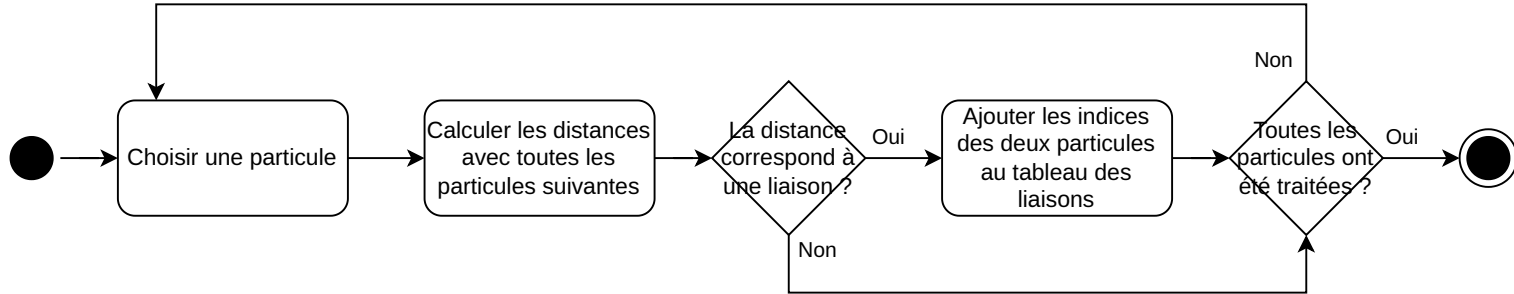 Choisir une particule
Calculer les distances
avec toutes les
particules suivantes
La distance
correspond à
une liaison ?
Oui
Non
Ajouter les indices
des deux particules
au tableau des
liaisons
Non
Toutes les
particules ont
été traitées ?
Oui